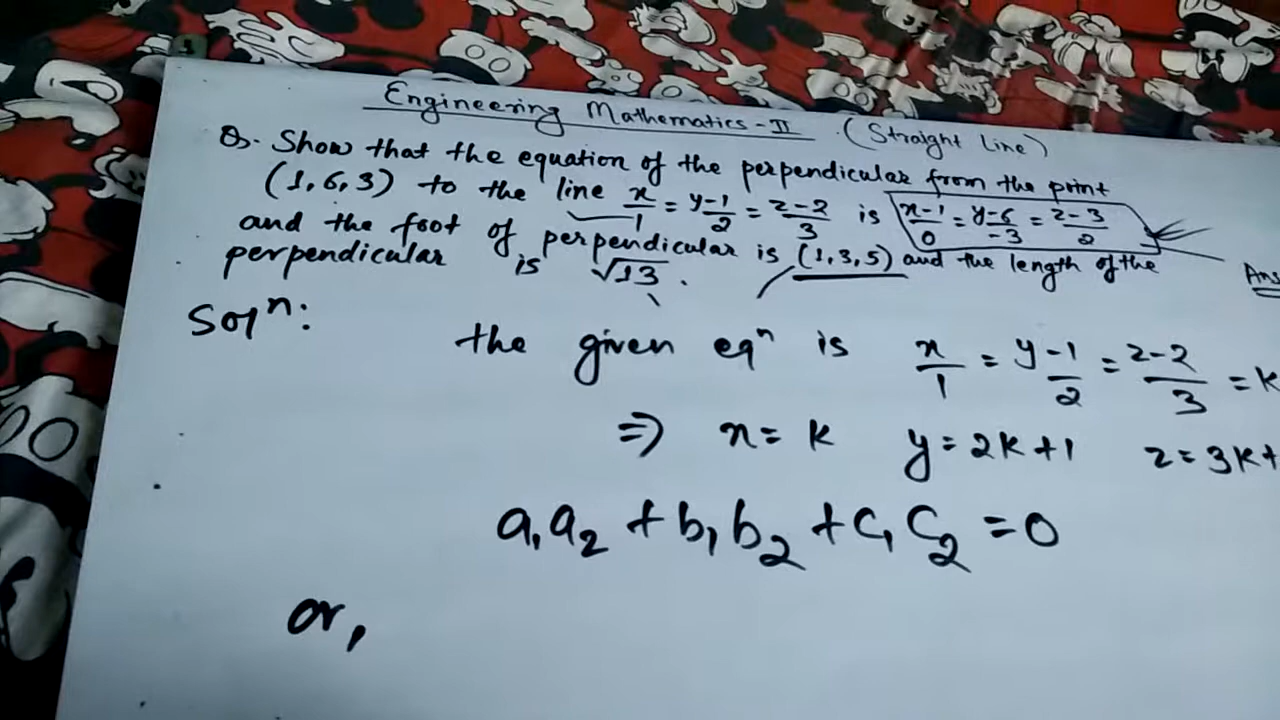 Engineering Mathematics-II (Straight Line)
Q. Show that the equation of the perpendicular from the print
(1,6,3) to the line x/1 = y-1/2 = z-2/3 is x-1/0 = y-6/-3 = z-3/2
and the foot of perpendicular is (1,3,5) and the length of the
perpendicular is √13.
Ans
Solⁿ: the given eqⁿ is x/1 = y-1/2 = z-2/3 = k
⇒ x = k y = 2k+1 z = 3k+
a₁a₂ + b₁b₂ + c₁c₂ = 0
or,